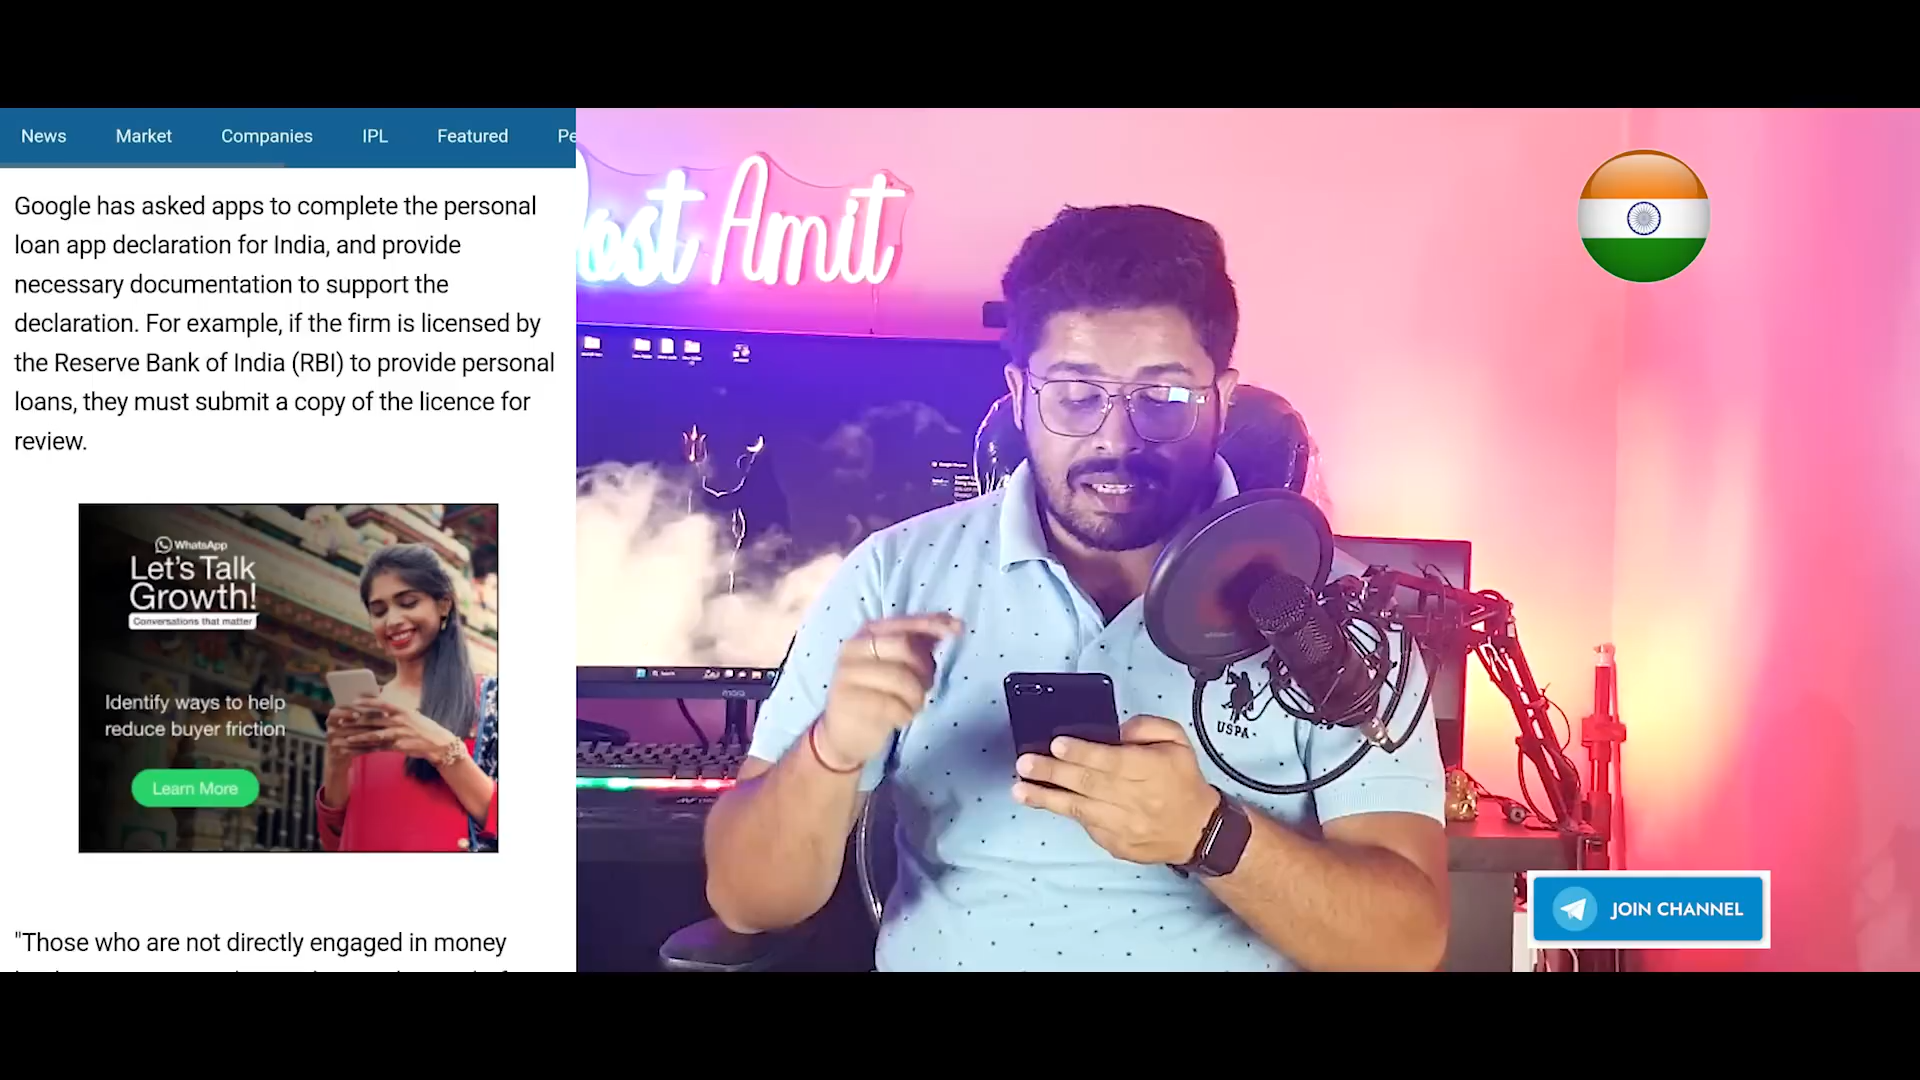 News Market Companies IPL Featured Pe
Google has asked apps to complete the personal
loan app declaration for India, and provide
necessary documentation to support the
declaration. For example, if the firm is licensed by
the Reserve Bank of India (RBI) to provide personal
loans, they must submit a copy of the licence for
review.
WhatsApp
Let's Talk
Growth!
Conversations that matter
Identify ways to help
reduce buyer friction
Learn More
"Those who are not directly engaged in money
Amit
USPA
JOIN CHANNEL